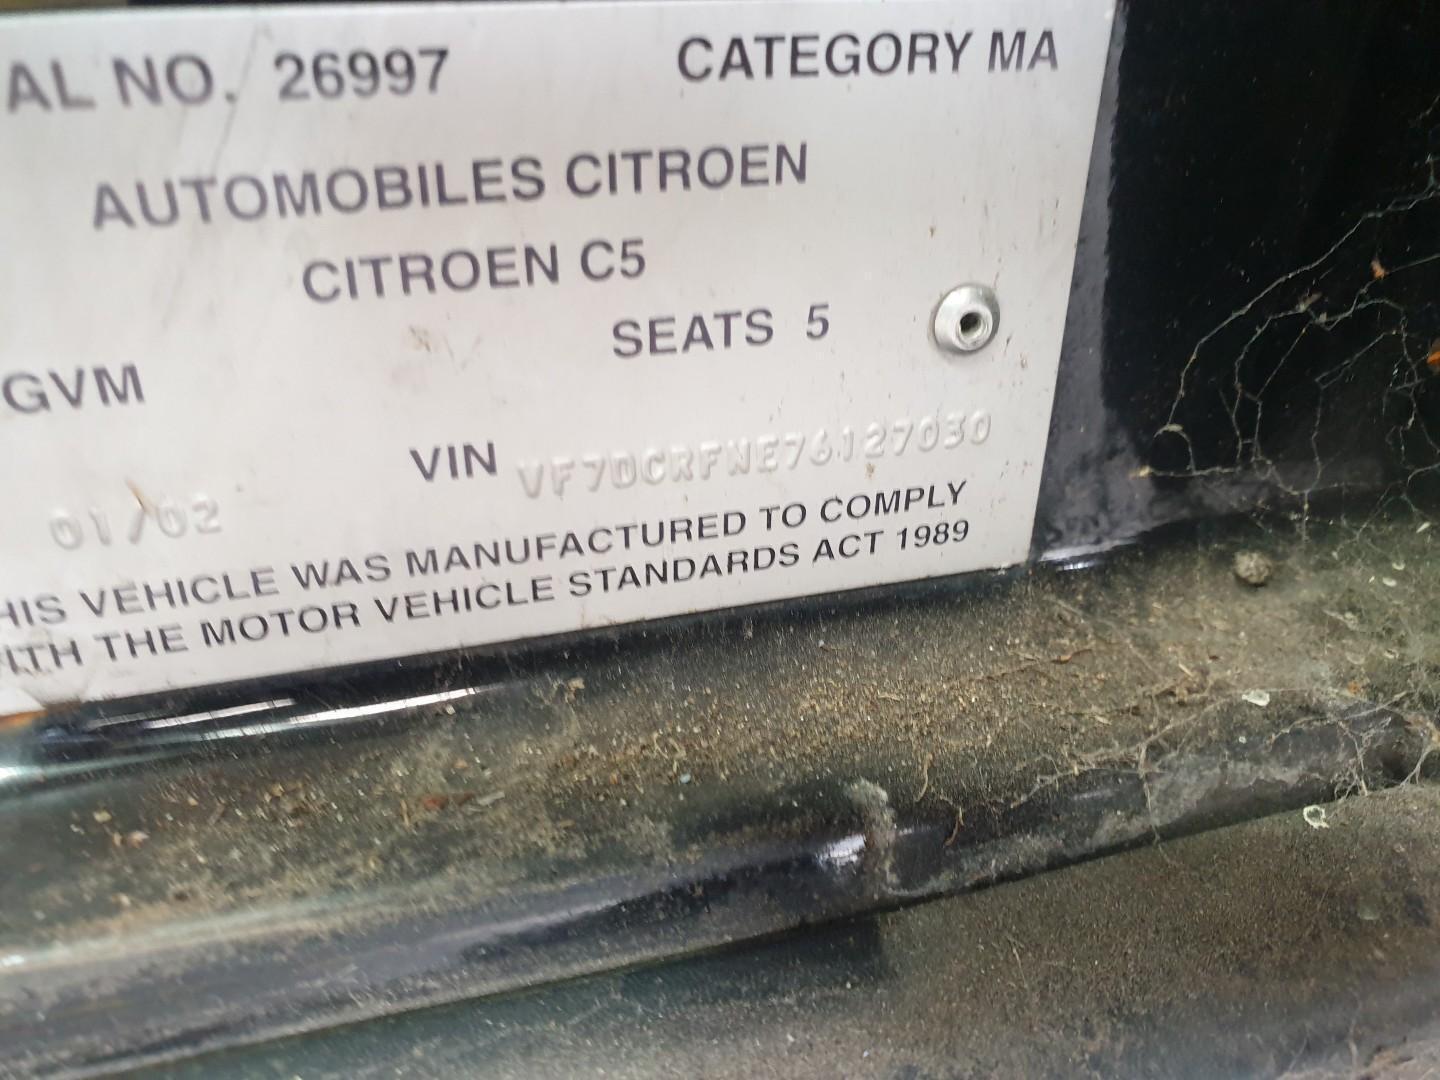 AL NO. 26997 CATEGORY MA
AUTOMOBILES CITROEN
CITROEN C5
SEATS 5
GVM
VIN VF7DCRFNE76127030
01/02
HIS VEHICLE WAS MANUFACTURED TO COMPLY
ITH THE MOTOR VEHICLE STANDARDS ACT 1989